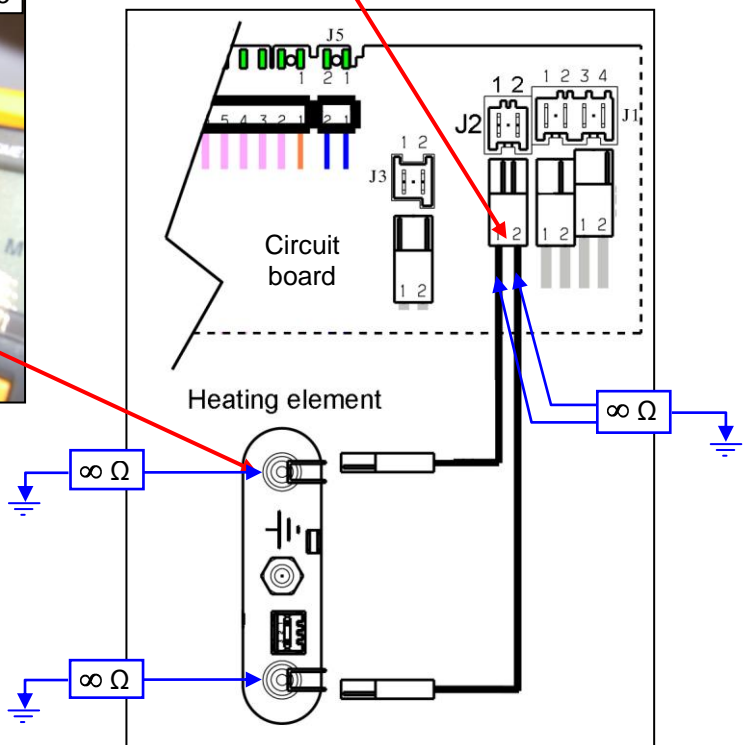 J5
1 2 1
5 4 3 2 1 2 1
1 2
1 2 3 4
J2
J1
1 2
J3
1 2
1 2
1 2
1 2
Circuit
board
Heating element
∞ Ω
∞ Ω
∞ Ω